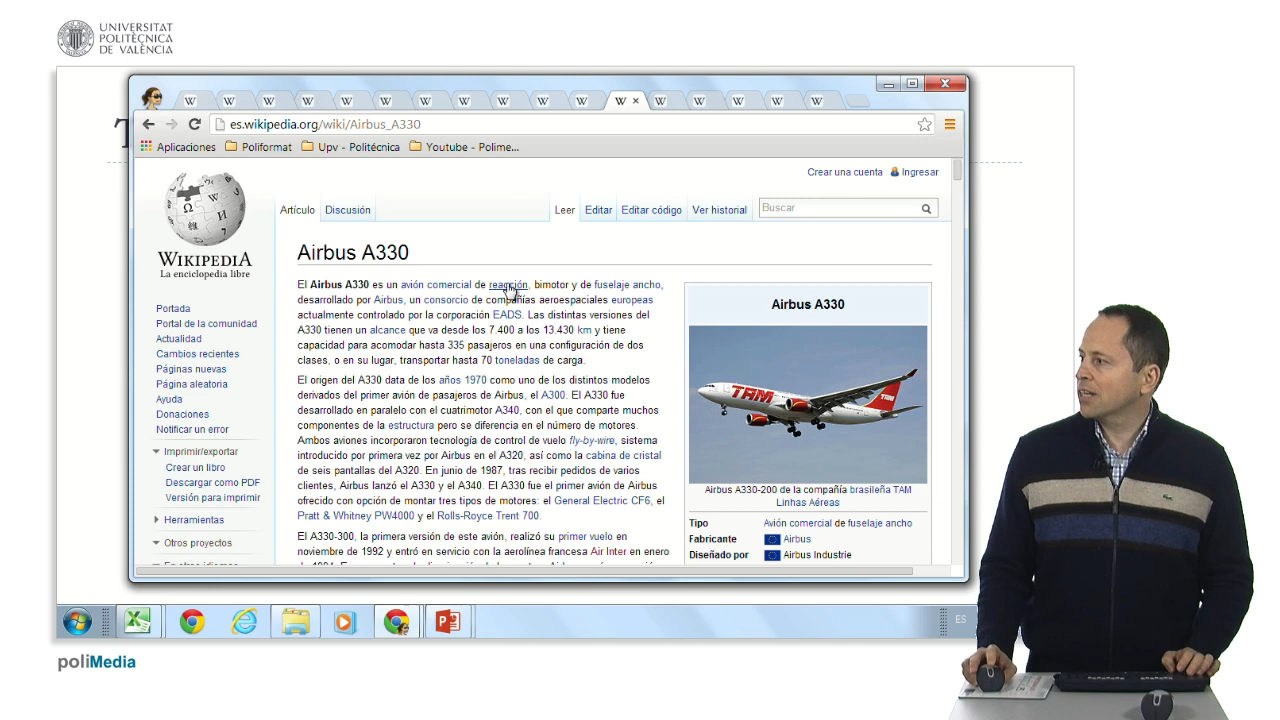 UNIVERSITAT
POLITÈCNICA
DE VALÈNCIA
es.wikipedia.org/wiki/Airbus_A330
Aplicaciones Poliformat Upv - Politécnica Youtube - Polime...
Crear una cuenta Ingresar
Artículo Discusión Leer Editar Editar código Ver historial Buscar
WIKIPEDIA
La enciclopedia libre
Portada
Portal de la comunidad
Actualidad
Cambios recientes
Páginas nuevas
Página aleatoria
Ayuda
Donaciones
Notificar un error
Imprimir/exportar
Crear un libro
Descargar como PDF
Versión para imprimir
Herramientas
Otros proyectos
En otros idiomas
Airbus A330
El Airbus A330 es un avión comercial de reacción, bimotor y de fuselaje ancho,
desarrollado por Airbus, un consorcio de compañías aeroespaciales europeas
actualmente controlado por la corporación EADS. Las distintas versiones del
A330 tienen un alcance que va desde los 7.400 a los 13.430 km y tiene
capacidad para acomodar hasta 335 pasajeros en una configuración de dos
clases, o en su lugar, transportar hasta 70 toneladas de carga.
El origen del A330 data de los años 1970 como uno de los distintos modelos
derivados del primer avión de pasajeros de Airbus, el A300. El A330 fue
desarrollado en paralelo con el cuatrimotor A340, con el que comparte muchos
componentes de la estructura pero se diferencia en el número de motores.
Ambos aviones incorporaron tecnología de control de vuelo fly-by-wire, sistema
introducido por primera vez por Airbus en el A320, así como la cabina de cristal
de seis pantallas del A320. En junio de 1987, tras recibir pedidos de varios
clientes, Airbus lanzó el A330 y el A340. El A330 fue el primer avión de Airbus
ofrecido con opción de montar tres tipos de motores: el General Electric CF6, el
Pratt & Whitney PW4000 y el Rolls-Royce Trent 700.
El A330-300, la primera versión de este avión, realizó su primer vuelo en
noviembre de 1992 y entró en servicio con la aerolínea francesa Air Inter en enero
Airbus A330
TAM
TAM
Airbus A330-200 de la compañía brasileña TAM
Linhas Aéreas
Tipo Avión comercial de fuselaje ancho
Fabricante Airbus
Diseñado por Airbus Industrie
ES
poliMedia